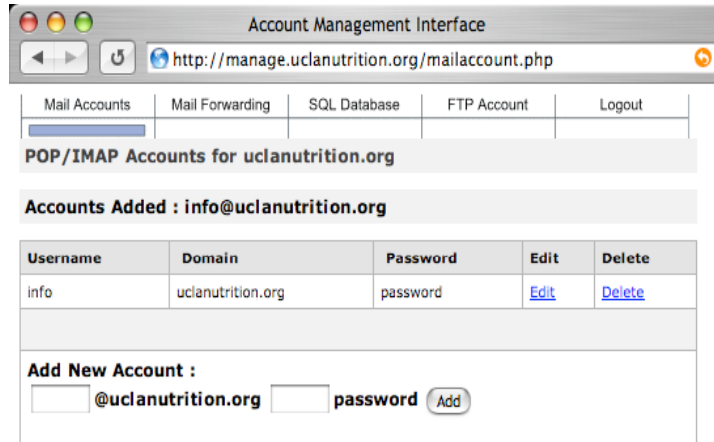 Account Management Interface
http://manage.uclanutrition.org/mailaccount.php
Mail Accounts Mail Forwarding SQL Database FTP Account Logout
POP/IMAP Accounts for uclanutrition.org
Accounts Added : info@uclanutrition.org
Username Domain Password Edit Delete
info uclanutrition.org password Edit Delete
Add New Account :
@uclanutrition.org password Add